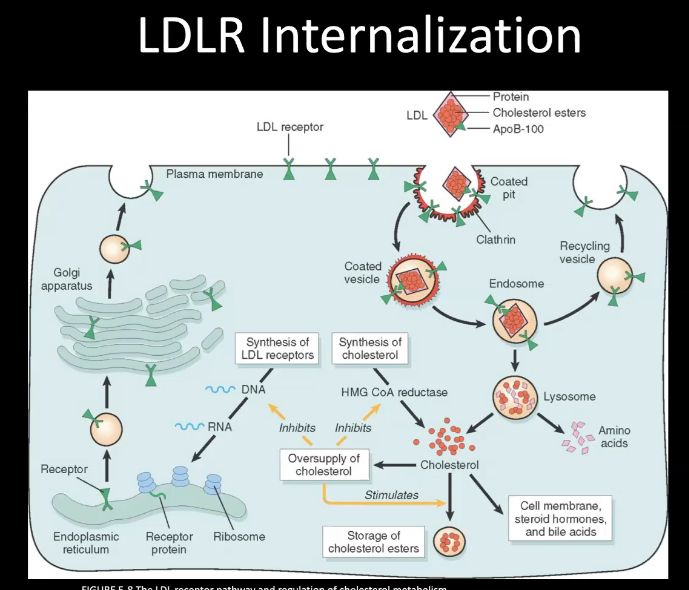 LDLR Internalization
Protein
LDL
Cholesterol esters
ApoB-100
LDL receptor
Plasma membrane
Coated
pit
Clathrin
Recycling
vesicle
Coated
vesicle
Endosome
Golgi
apparatus
Synthesis of
LDL receptors
Synthesis of
cholesterol
DNA
HMG CoA reductase
Lysosome
RNA
Inhibits
Inhibits
Amino
acids
Oversupply of
cholesterol
Cholesterol
Receptor
Stimulates
Cell membrane,
steroid hormones,
and bile acids
Endoplasmic
reticulum
Receptor
protein
Ribosome
Storage of
cholesterol esters
FIGURE 5-8 The LDL receptor pathway and regulation of cholesterol metabolism